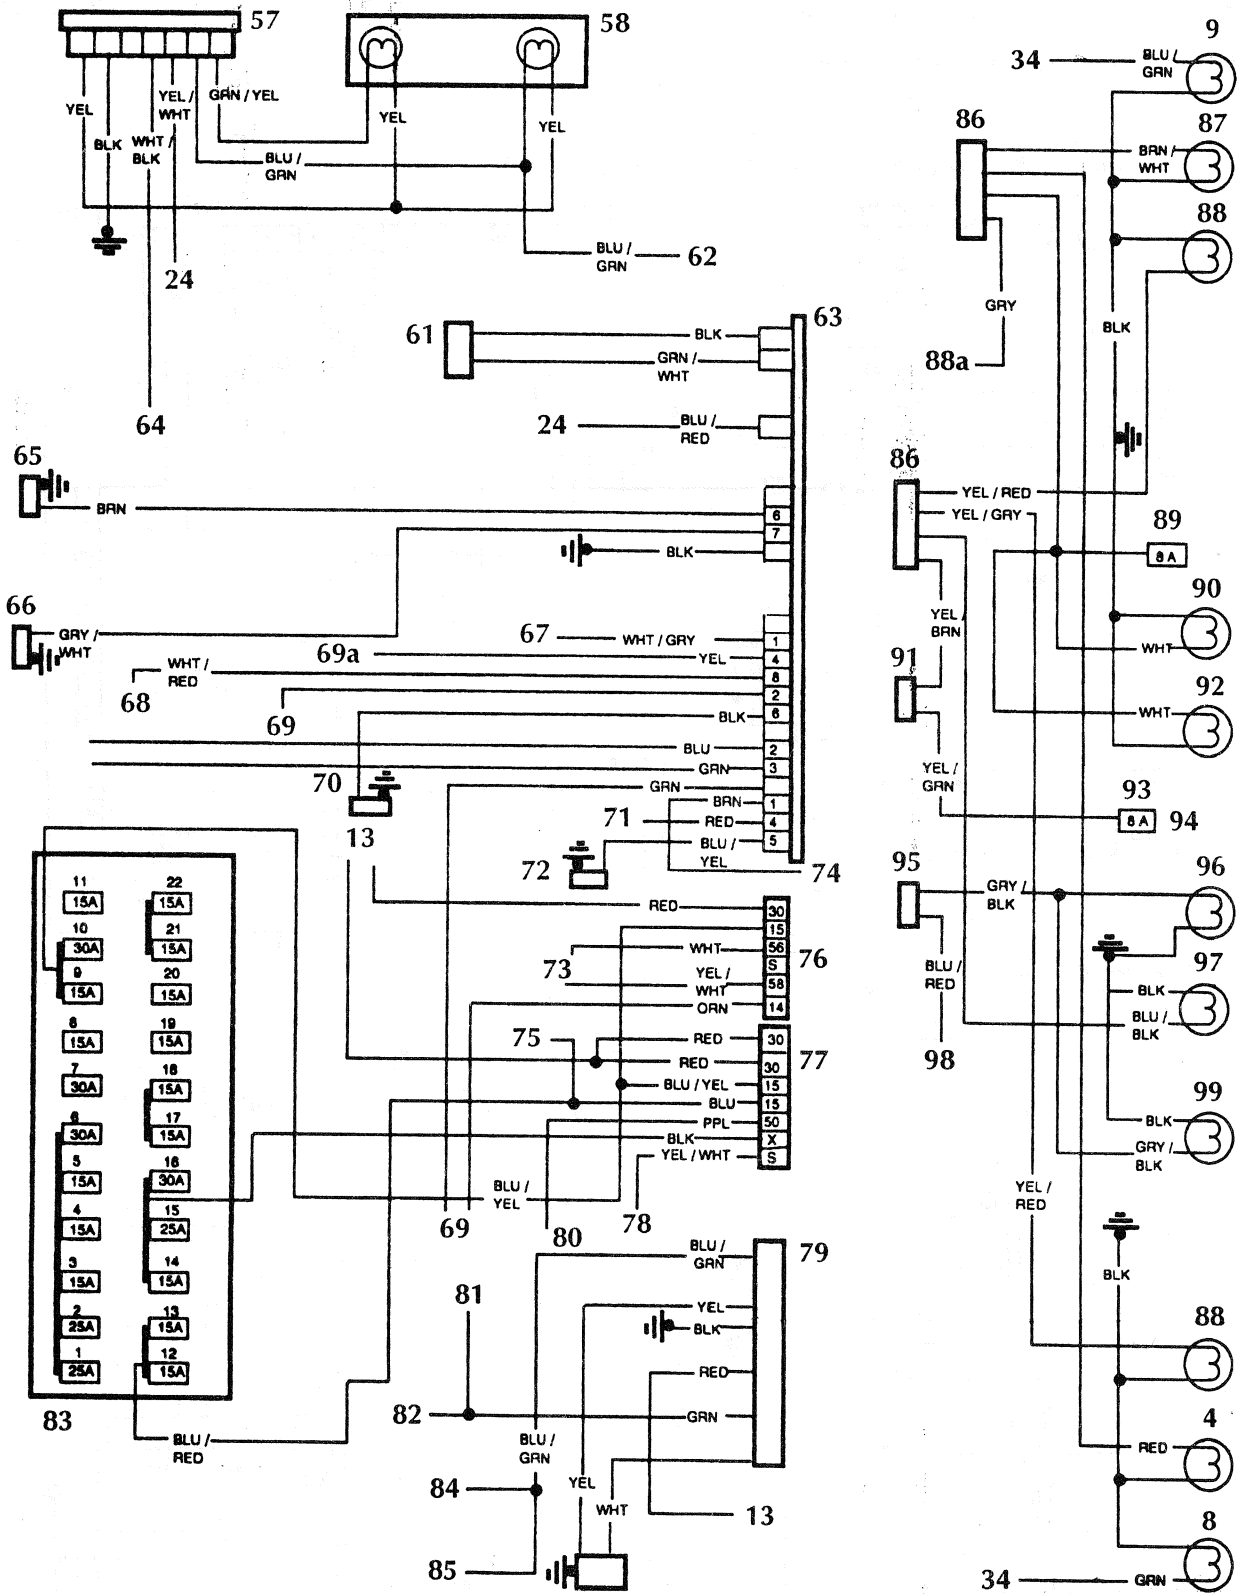 57
58
YEL
BLK
WHT /
BLK
YEL /
WHT
GRN / YEL
BLU /
GRN
YEL
YEL
24
64
BLU /
GRN
62
61
BLK
GRN /
WHT
63
24
BLU /
RED
65
BRN
6
7
BLK
66
GRY /
WHT
67
WHT / GRY
1
69a
YEL
4
68
WHT /
RED
8
69
2
BLK
6
BLU
2
GRN
3
70
GRN
BRN
1
71
RED
4
72
BLU /
YEL
5
74
13
RED
30
15
WHT
56
S
73
YEL /
WHT
58
ORN
14
76
75
RED
30
RED
30
77
BLU / YEL
15
BLU
15
PPL
50
BLK
X
YEL / WHT
S
BLU /
YEL
69
80
78
11
15A
22
15A
10
30A
21
15A
9
15A
20
15A
8
15A
19
15A
7
30A
18
15A
6
30A
17
15A
5
15A
16
30A
4
15A
15
25A
3
15A
14
15A
2
25A
13
15A
1
25A
12
15A
83
BLU /
RED
79
BLU /
GRN
YEL
BLK
RED
GRN
81
82
BLU /
GRN
YEL
WHT
84
85
13
34
BLU /
GRN
9
86
BRN /
WHT
87
88
GRY
88a
BLK
86
YEL / RED
YEL / GRY
89
8 A
YEL /
BRN
90
WHT
91
92
WHT
YEL /
GRN
93
8 A
94
95
GRY /
BLK
96
BLU /
RED
98
97
BLK
BLU /
BLK
99
BLK
GRY /
BLK
YEL /
RED
BLK
88
4
RED
8
34
GRN